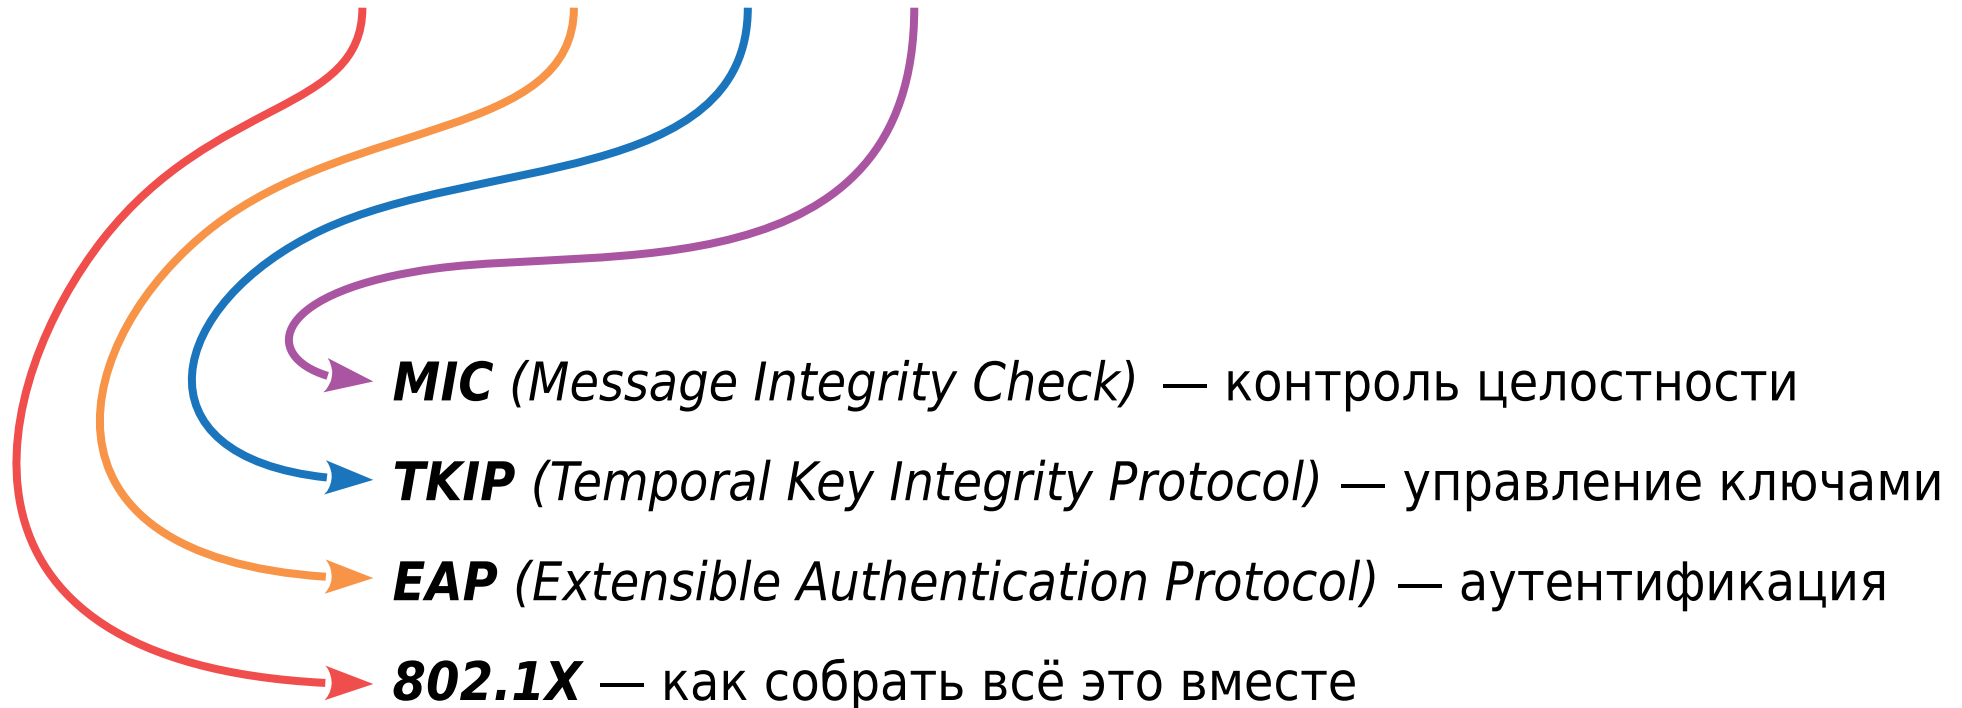 MIC (Message Integrity Check) — контроль целостности
TKIP (Temporal Key Integrity Protocol) — управление ключами
EAP (Extensible Authentication Protocol) — аутентификация
802.1X — как собрать всё это вместе